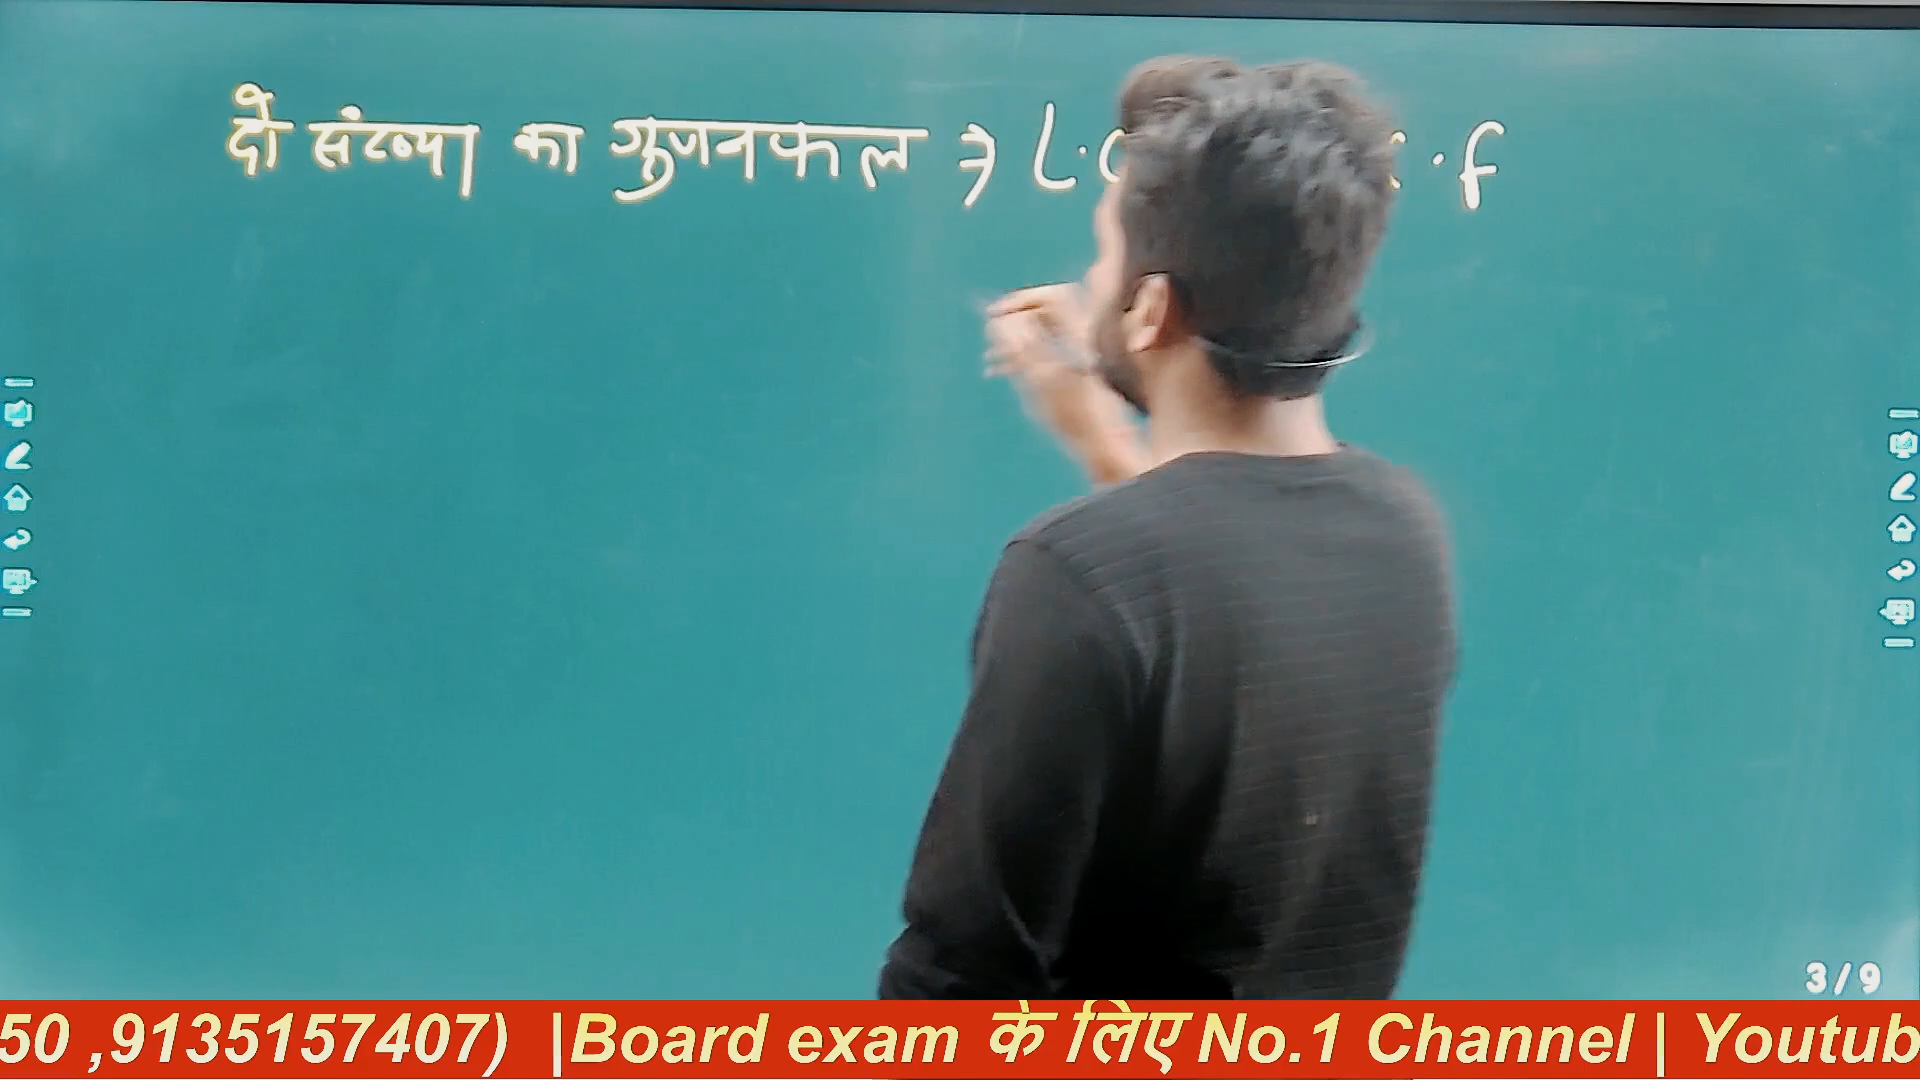 दो संख्या का गुणनफल ⇒ L.C . f
3/9
50 ,9135157407) |Board exam के लिए No.1 Channel | Youtub